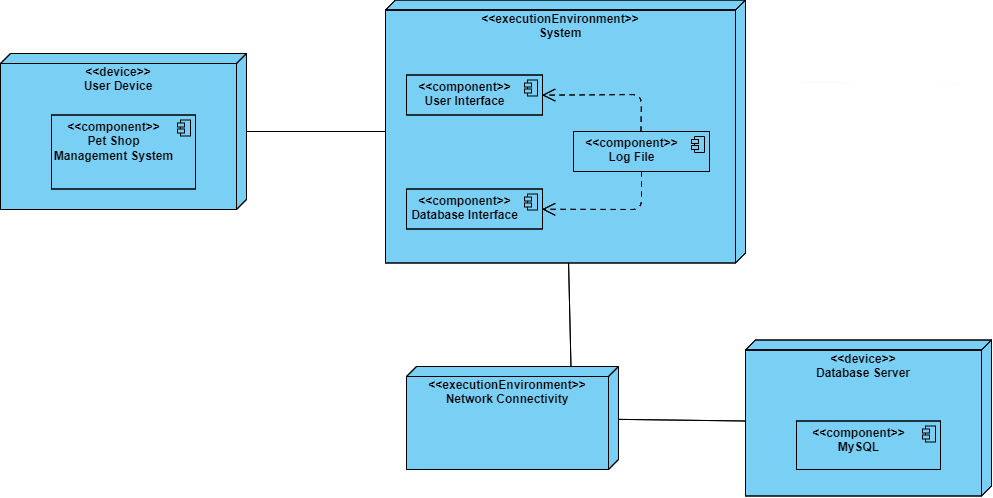 <<device>>
User Device
<<component>>
Pet Shop
Management System
<<executionEnvironment>>
System
<<component>>
User Interface
<<component>>
Log File
<<component>>
Database Interface
<<executionEnvironment>>
Network Connectivity
<<device>>
Database Server
<<component>>
MySQL